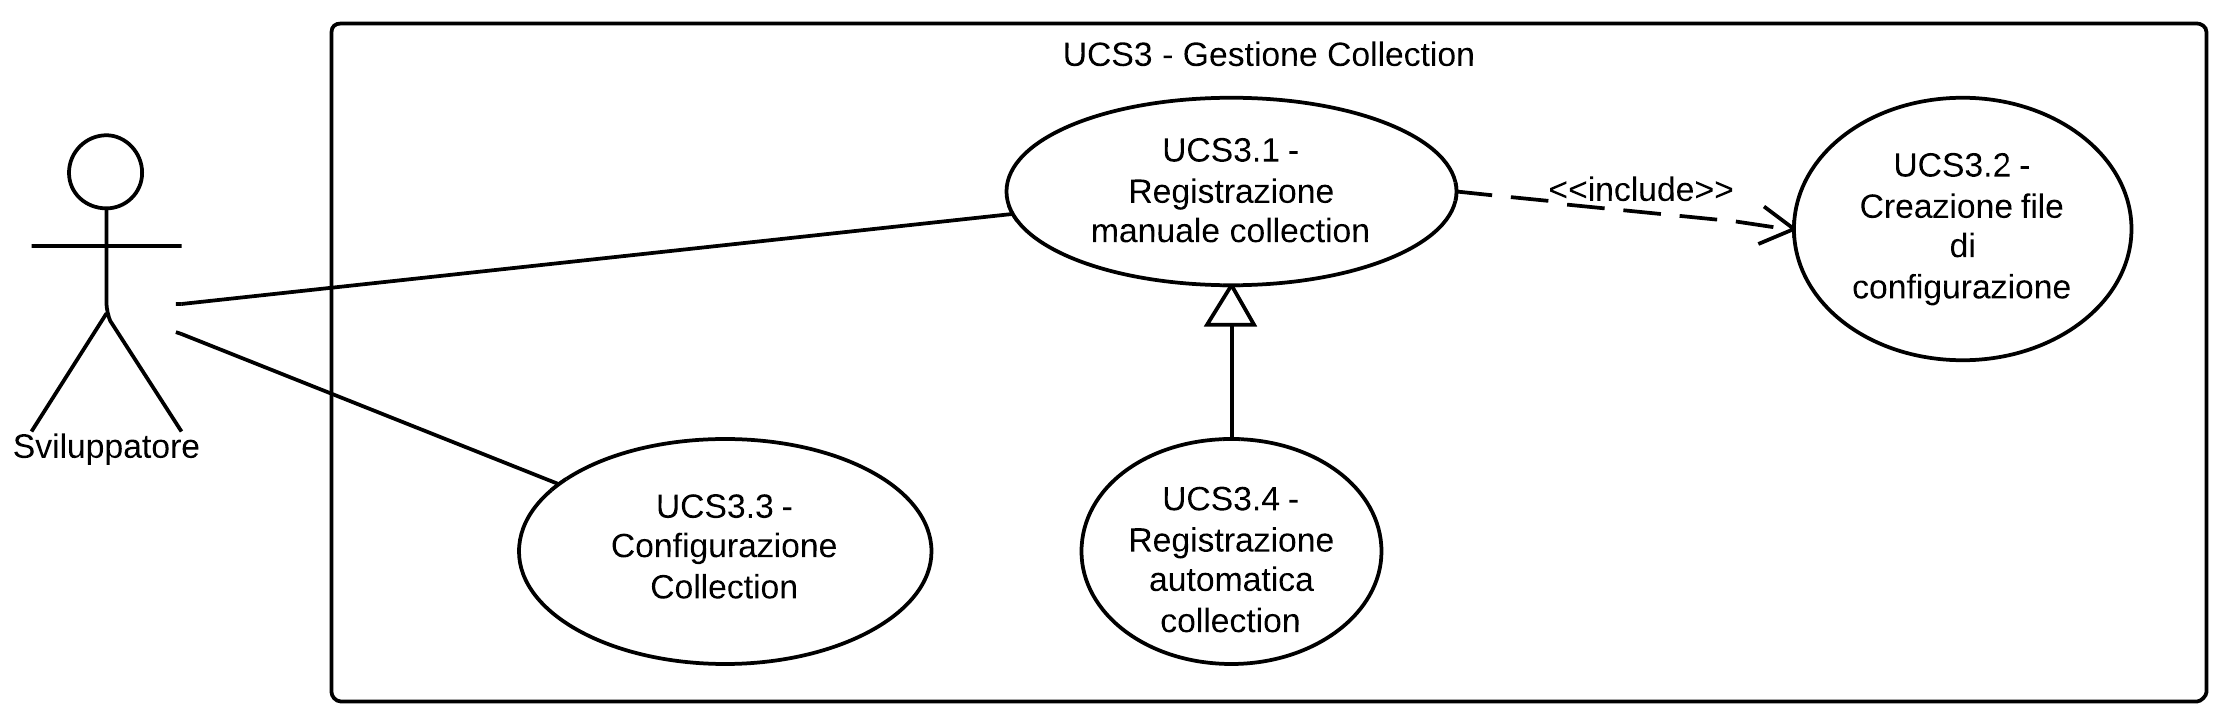 UCS3 - Gestione Collection
UCS3.1 -
Registrazione
manuale collection
<<include>>
UCS3.2 -
Creazione file
di
configurazione
Sviluppatore
UCS3.3 -
Configurazione
Collection
UCS3.4 -
Registrazione
automatica
collection